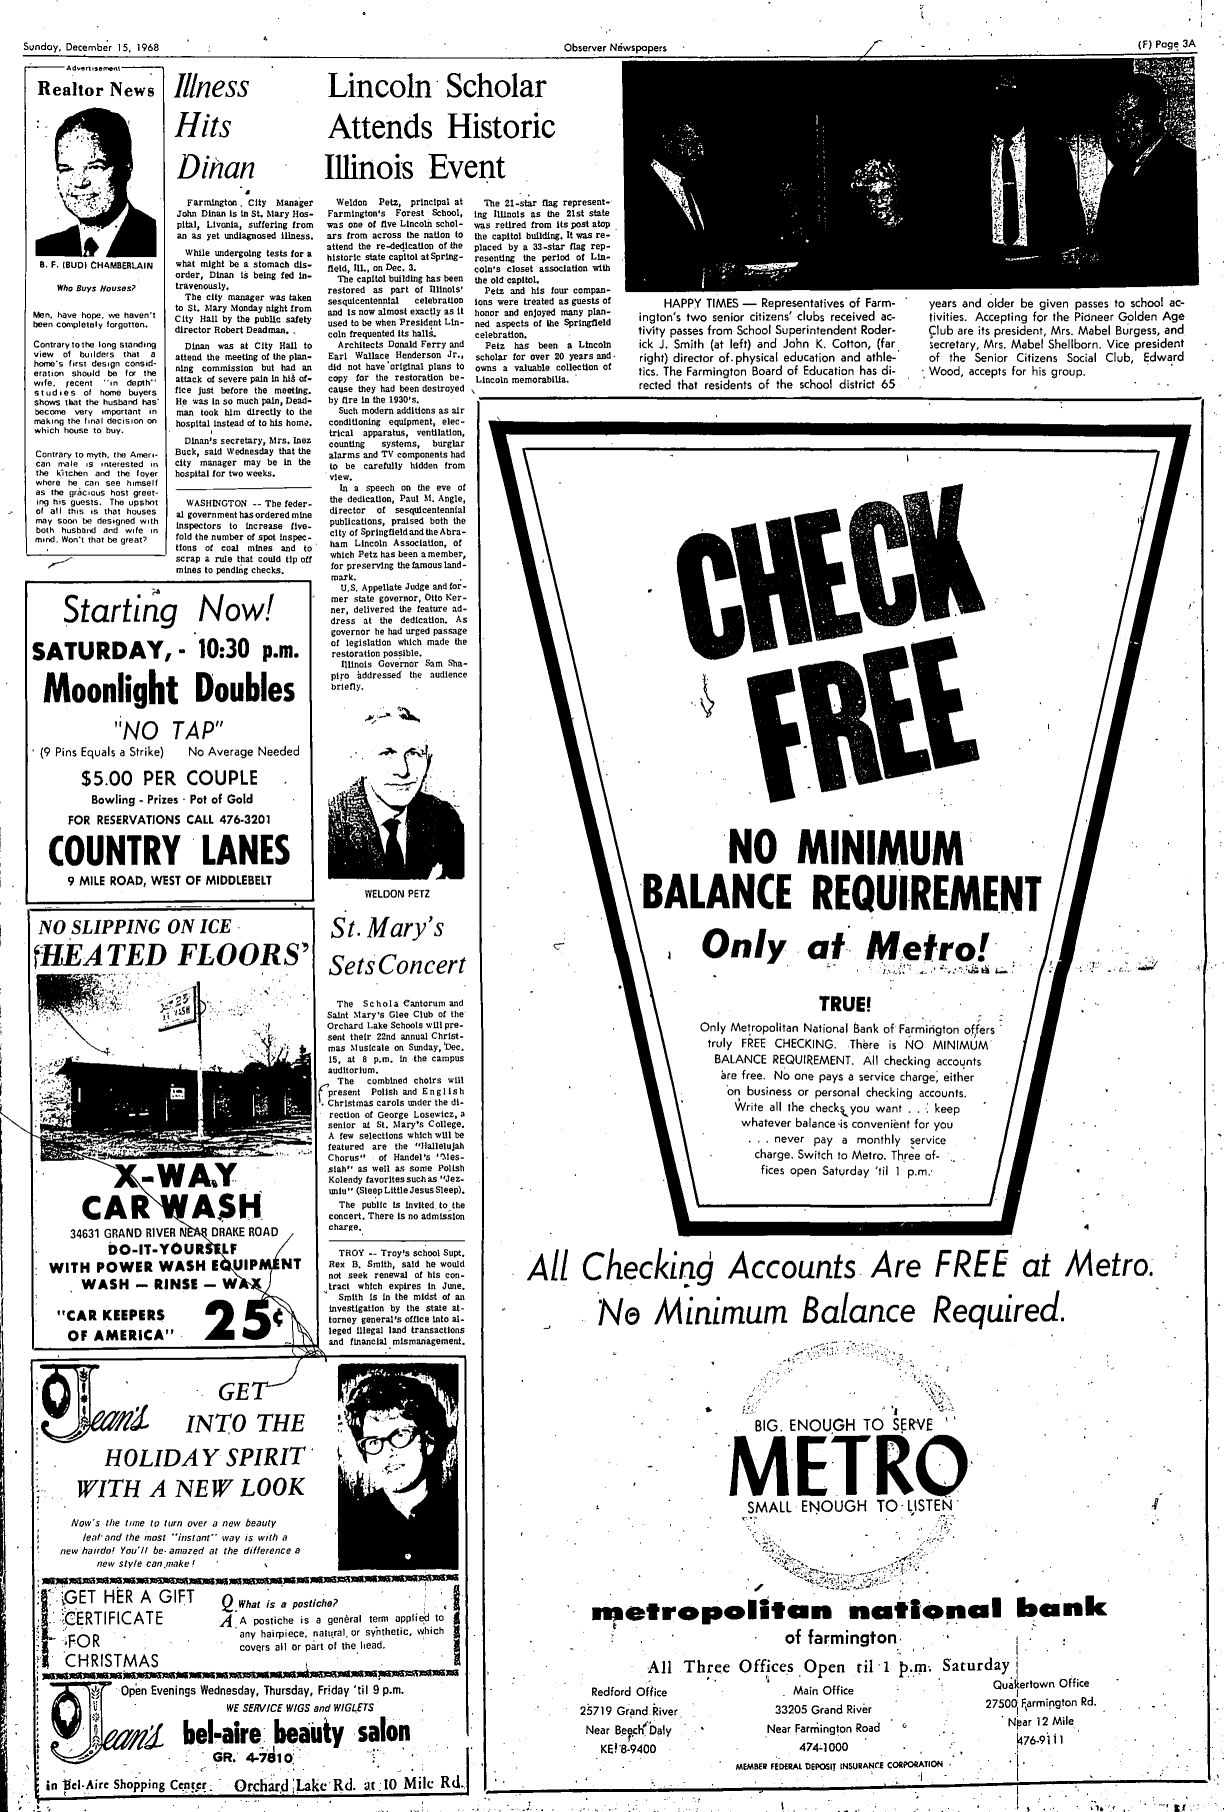 Sunday, December 15, 1968
Observer Newspapers
(F) Page 3A
Advertisement
Realtor News
B. F. (BUD) CHAMBERLAIN
Who Buys Houses?
Men, have hope, we haven't
been completely forgotten.
Contrary to the long standing
view of builders that a
home's first design consid-
eration should be for the
wife, recent "in depth"
studies of home buyers
shows that the husband has
become very important in
making the final decision on
which house to buy.
Contrary to myth, the Ameri-
can male is interested in
the kitchen and the foyer
where he can see himself
as the gracious host greet-
ing his guests. The upshot
of all this is that houses
may soon be designed with
both husband and wife in
mind. Won't that be great?
Illness
Hits
Dinan
Farmington City Manager
John Dinan is in St. Mary Hos-
pital, Livonia, suffering from
an as yet undiagnosed illness.
While undergoing tests for a
what might be a stomach dis-
order, Dinan is being fed in-
travenously.
The city manager was taken
to St. Mary Monday night from
City Hall by the public safety
director Robert Deadman.
Dinan was at City Hall to
attend the meeting of the plan-
ning commission but had an
attack of severe pain in his of-
fice just before the meeting.
He was in so much pain, Dead-
man took him directly to the
hospital instead of to his home.
Dinan's secretary, Mrs. Inez
Buck, said Wednesday that the
city manager may be in the
hospital for two weeks.
WASHINGTON -- The feder-
al government has ordered mine
inspectors to increase five-
fold the number of spot inspec-
tions of coal mines and to
scrap a rule that could tip off
mines to pending checks.
Lincoln Scholar
Attends Historic
Illinois Event
Weldon Petz, principal at
Farmington's Forest School,
was one of five Lincoln schol-
ars from across the nation to
attend the re-dedication of the
historic state capitol at Spring-
field, Ill., on Dec. 3.
The capitol building has been
restored as part of Illinois'
sesquicentennial celebration
and is now almost exactly as it
used to be when President Lin-
coln frequented its halls.
Architects Donald Ferry and
Earl Wallace Henderson Jr.,
did not have original plans to
copy for the restoration be-
cause they had been destroyed
by fire in the 1930's.
Such modern additions as air
conditioning equipment, elec-
trical apparatus, ventilation,
counting systems, burglar
alarms and TV components had
to be carefully hidden from
view.
In a speech on the eve of
the dedication, Paul M. Angle,
director of sesquicentennial
publications, praised both the
city of Springfield and the Abra-
ham Lincoln Association, of
which Petz has been a member,
for preserving the famous land-
mark.
U.S. Appellate Judge and for-
mer state governor, Otto Ker-
ner, delivered the feature ad-
dress at the dedication. As
governor he had urged passage
of legislation which made the
restoration possible.
Illinois Governor Sam Sha-
piro addressed the audience
briefly.
The 21-star flag represent-
ing Illinois as the 21st state
was retired from its post atop
the capitol building. It was re-
placed by a 33-star flag rep-
resenting the period of Lin-
coln's closet association with
the old capitol.
Petz and his four compan-
ions were treated as guests of
honor and enjoyed many plan-
ned aspects of the Springfield
celebration.
Petz has been a Lincoln
scholar for over 20 years and
owns a valuable collection of
Lincoln memorabilia.
WELDON PETZ
HAPPY TIMES — Representatives of Farm-
ington's two senior citizens' clubs received ac-
tivity passes from School Superintendent Roder-
ick J. Smith (at left) and John K. Cotton, (far
right) director of physical education and athle-
tics. The Farmington Board of Education has di-
rected that residents of the school district 65
years and older be given passes to school ac-
tivities. Accepting for the Pioneer Golden Age
Club are its president, Mrs. Mabel Burgess, and
secretary, Mrs. Mabel Shellborn. Vice president
of the Senior Citizens Social Club, Edward
Wood, accepts for his group.
Starting Now!
SATURDAY, - 10:30 p.m.
Moonlight Doubles
"NO TAP"
(9 Pins Equals a Strike) No Average Needed
$5.00 PER COUPLE
Bowling - Prizes - Pot of Gold
FOR RESERVATIONS CALL 476-3201
COUNTRY LANES
9 MILE ROAD, WEST OF MIDDLEBELT
NO SLIPPING ON ICE
'HEATED FLOORS'
X-WAY
CAR WASH
34631 GRAND RIVER NEAR DRAKE ROAD
DO-IT-YOURSELF
WITH POWER WASH EQUIPMENT
WASH — RINSE — WAX
"CAR KEEPERS
OF AMERICA"
25¢
St. Mary's
Sets Concert
The Schola Cantorum and
Saint Mary's Glee Club of the
Orchard Lake Schools will pre-
sent their 22nd annual Christ-
mas Musicale on Sunday, Dec.
15, at 8 p.m. in the campus
auditorium.
The combined choirs will
present Polish and English
Christmas carols under the di-
rection of George Losewicz, a
senior at St. Mary's College.
A few selections which will be
featured are the "Hallelujah
Chorus" of Handel's "Mes-
siah" as well as some Polish
Kolendy favorites such as "Jez-
uniu" (Sleep Little Jesus Sleep).
The public is invited to the
concert. There is no admission
charge.
TROY -- Troy's school Supt.
Rex B. Smith, said he would
not seek renewal of his con-
tract which expires in June.
Smith is in the midst of an
investigation by the state at-
torney general's office into al-
leged illegal land transactions
and financial mismanagement.
Jean's
GET
INTO THE
HOLIDAY SPIRIT
WITH A NEW LOOK
Now's the time to turn over a new beauty
leaf and the most "instant" way is with a
new hairdo! You'll be amazed at the difference a
new style can make!
GET HER A GIFT
CERTIFICATE
FOR
CHRISTMAS
Q What is a postiche?
A A postiche is a general term applied to
any hairpiece, natural or synthetic, which
covers all or part of the head.
Open Evenings Wednesday, Thursday, Friday 'til 9 p.m.
WE SERVICE WIGS and WIGLETS
Jean's bel-aire beauty salon
GR. 4-7810
in Bel-Aire Shopping Center Orchard Lake Rd. at 10 Mile Rd.
CHECK
FREE
NO MINIMUM
BALANCE REQUIREMENT
Only at Metro!
TRUE!
Only Metropolitan National Bank of Farmington offers
truly FREE CHECKING. There is NO MINIMUM
BALANCE REQUIREMENT. All checking accounts
are free. No one pays a service charge, either
on business or personal checking accounts.
Write all the checks you want . . . keep
whatever balance is convenient for you
. . . never pay a monthly service
charge. Switch to Metro. Three of-
fices open Saturday 'til 1 p.m.
All Checking Accounts Are FREE at Metro.
No Minimum Balance Required.
BIG ENOUGH TO SERVE
METRO
SMALL ENOUGH TO LISTEN
metropolitan national bank
of farmington
All Three Offices Open til 1 p.m. Saturday
Redford Office
25719 Grand River
Near Beech Daly
KE! 8-9400
Main Office
33205 Grand River
Near Farmington Road
474-1000
Quakertown Office
27500 Farmington Rd.
Near 12 Mile
476-9111
MEMBER FEDERAL DEPOSIT INSURANCE CORPORATION